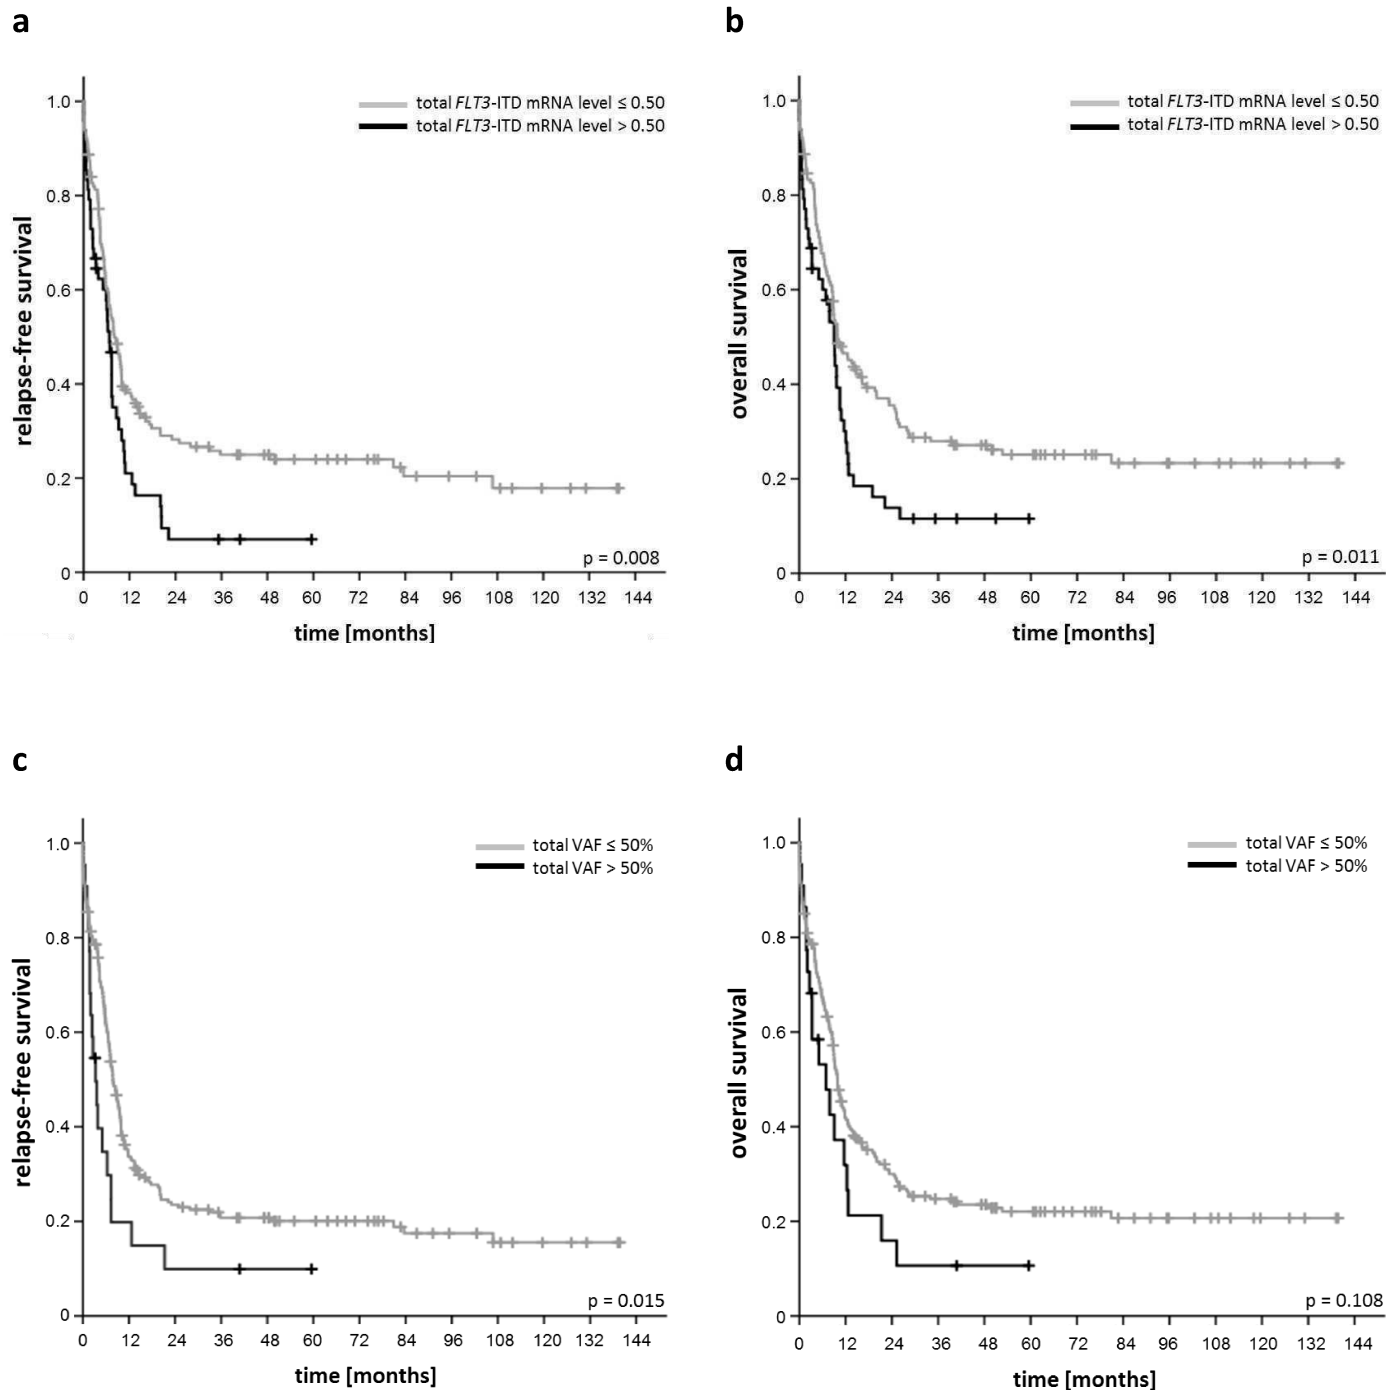 a
total FLT3-ITD mRNA level ≤ 0.50
total FLT3-ITD mRNA level > 0.50
relapse-free survival
1.0
0.8
0.6
0.4
0.2
0
p = 0.008
0 12 24 36 48 60 72 84 96 108 120 132 144
time [months]
b
total FLT3-ITD mRNA level ≤ 0.50
total FLT3-ITD mRNA level > 0.50
overall survival
1.0
0.8
0.6
0.4
0.2
0
p = 0.011
0 12 24 36 48 60 72 84 96 108 120 132 144
time [months]
c
total VAF ≤ 50%
total VAF > 50%
relapse-free survival
1.0
0.8
0.6
0.4
0.2
0
p = 0.015
0 12 24 36 48 60 72 84 96 108 120 132 144
time [months]
d
total VAF ≤ 50%
total VAF > 50%
overall survival
1.0
0.8
0.6
0.4
0.2
0
p = 0.108
0 12 24 36 48 60 72 84 96 108 120 132 144
time [months]